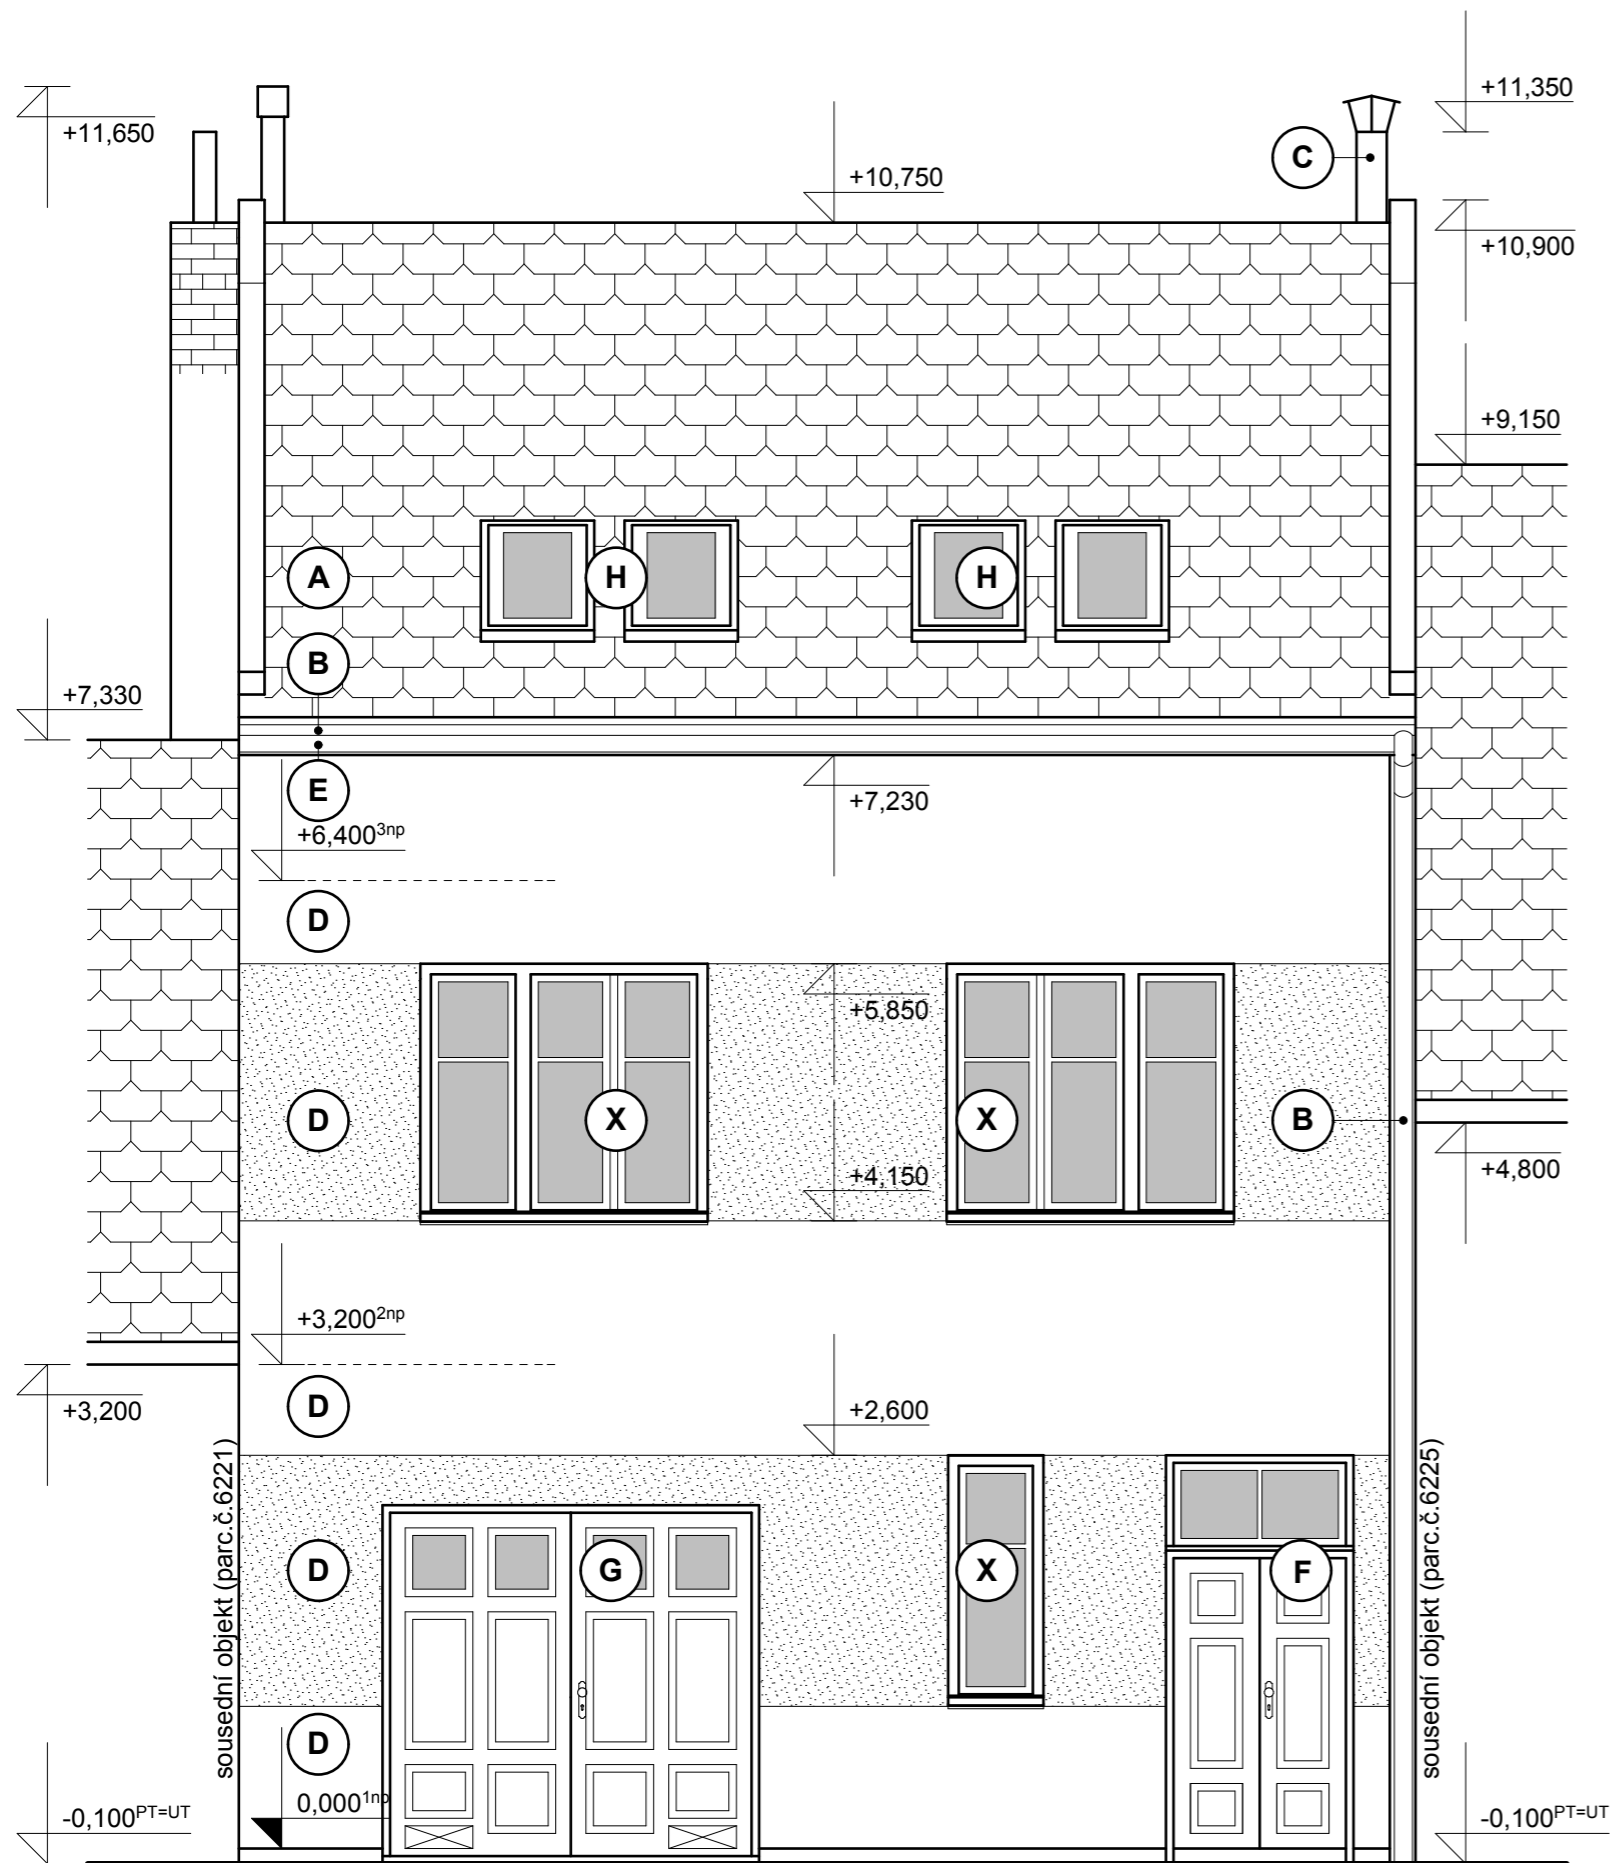 +11,350
+11,650
C
+10,750
+10,900
+9,150
A
H
H
B
+7,330
E
+7,230
+6,400³ⁿᵖ
D
+5,850
D
X
X
B
+4,150
+4,800
+3,200²ⁿᵖ
D
+3,200
+2,600
sousední objekt (parc.č.6221)
sousední objekt (parc.č.6225)
D
G
X
F
D
0,000¹ⁿᵖ
-0,100PT=UT
-0,100PT=UT